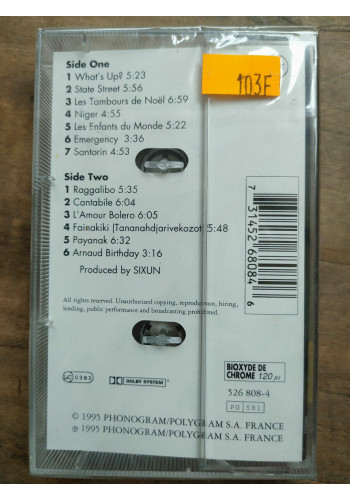 103F
Side One
1 What's Up? 5:23
2 State Street 5:56
3 Les Tambours de Noël 6:59
4 Niger 4:55
5 Les Enfants du Monde 5:22
6 Emergency 3:36
7 Santorin 4:53
Side Two
1 Raggalibo 5:35
2 Cantabile 6:04
3 L'Amour Bolero 6:05
4 Fainakiki (Tananahdjarivekozot) 5:48
5 Payanak 6:32
6 Arnaud Birthday 3:16
Produced by SIXUN
7 31452 68084 6
All rights reserved. Unauthorized copying, reproduction, hiring,
lending, public performance and broadcasting prohibited.
DOLBY SYSTEM
BIOXYDE DE
CHROME 120 µs
526 808-4
PG 581
© 1995 PHONOGRAM/POLYGRAM S.A. FRANCE
℗ 1995 PHONOGRAM/POLYGRAM S.A. FRANCE